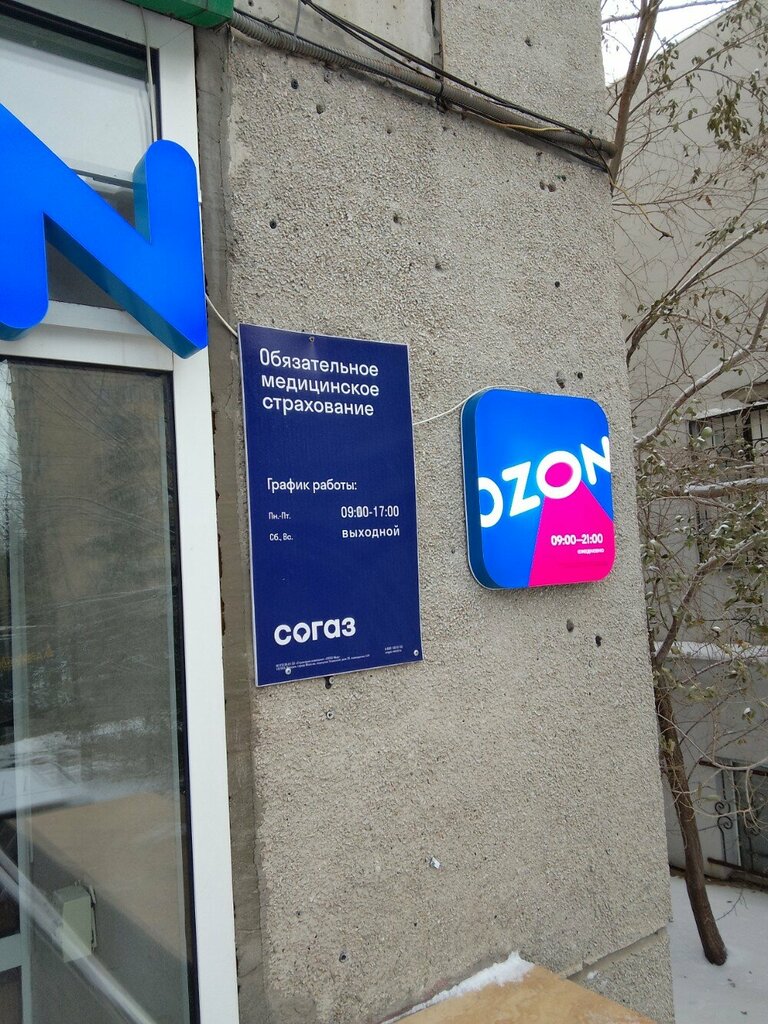 N
Обязательное
медицинское
страхование
График работы:
Пн.-Пт. 09:00-17:00
Сб, Вс. выходной
согаз
OZON
09:00–21:00
ежедневно